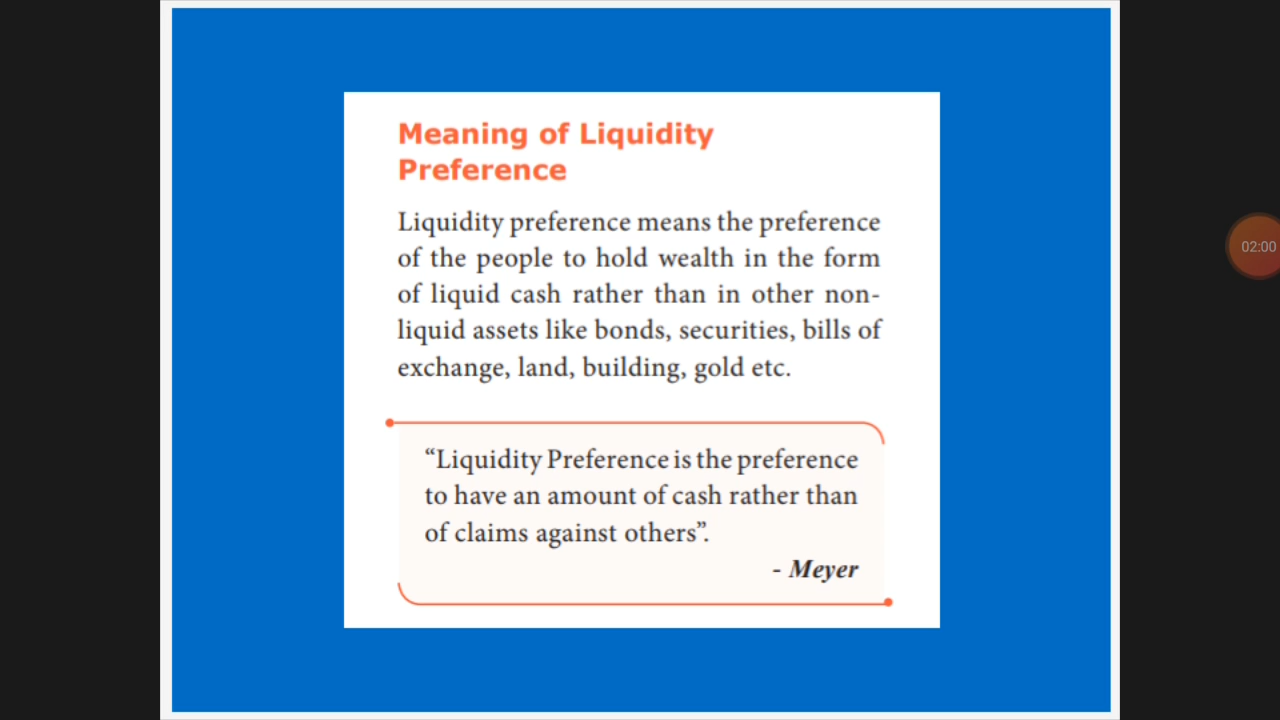 Meaning of Liquidity
Preference
Liquidity preference means the preference
of the people to hold wealth in the form
of liquid cash rather than in other non-
liquid assets like bonds, securities, bills of
exchange, land, building, gold etc.
“Liquidity Preference is the preference
to have an amount of cash rather than
of claims against others”.
- Meyer
02:00